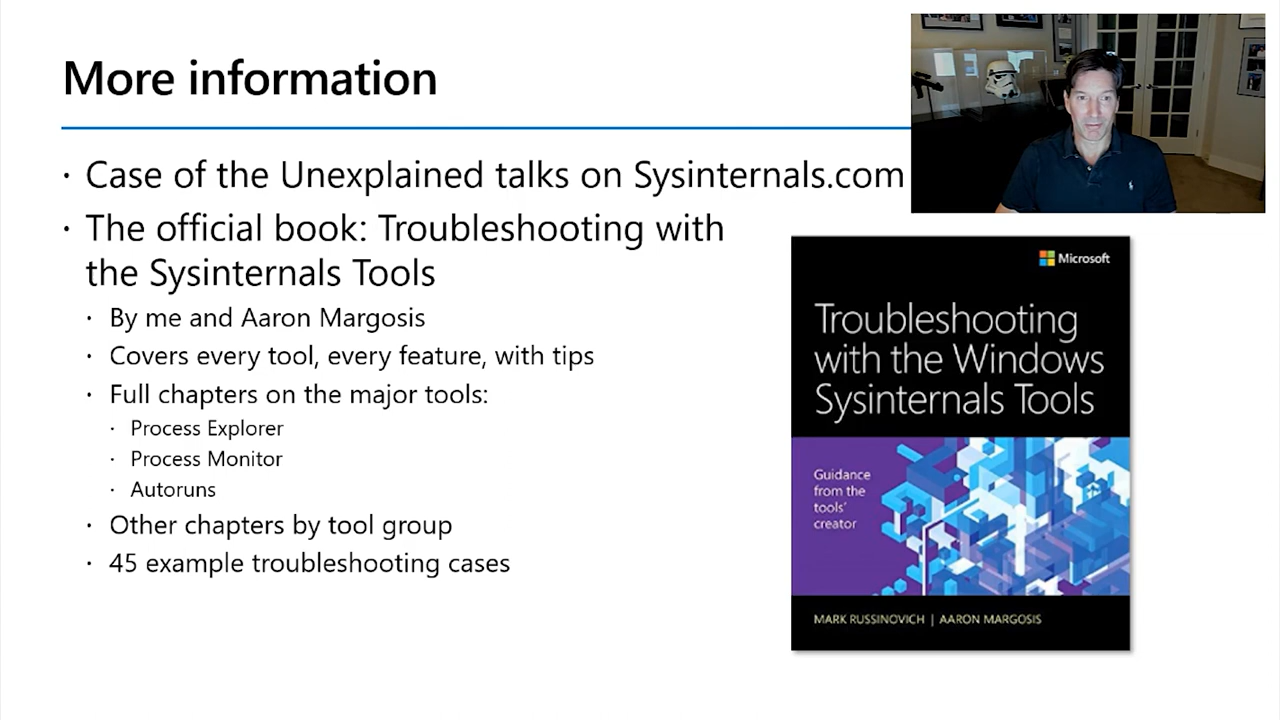 More information
· Case of the Unexplained talks on Sysinternals.com
· The official book: Troubleshooting with
the Sysinternals Tools
· By me and Aaron Margosis
· Covers every tool, every feature, with tips
· Full chapters on the major tools:
· Process Explorer
· Process Monitor
· Autoruns
· Other chapters by tool group
· 45 example troubleshooting cases
Microsoft
Troubleshooting
with the Windows
Sysinternals Tools
Guidance
from the
tools'
creator
MARK RUSSINOVICH | AARON MARGOSIS